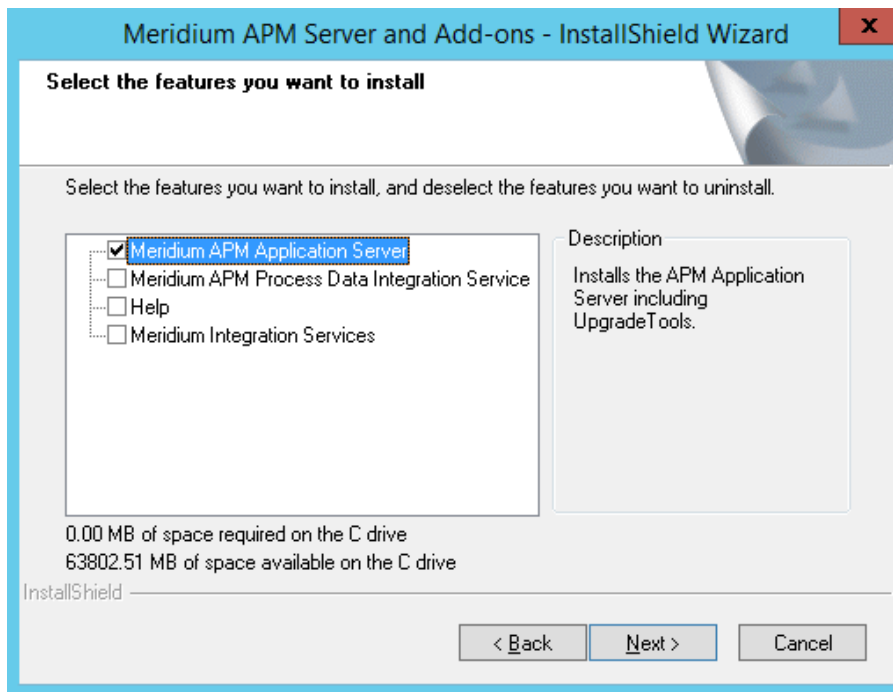 Meridium APM Server and Add-ons - InstallShield Wizard
x
Select the features you want to install
Select the features you want to install, and deselect the features you want to uninstall.
Meridium APM Application Server
Meridium APM Process Data Integration Service
Help
Meridium Integration Services
Description
Installs the APM Application
Server including
UpgradeTools.
0.00 MB of space required on the C drive
63802.51 MB of space available on the C drive
InstallShield
< Back
Next >
Cancel